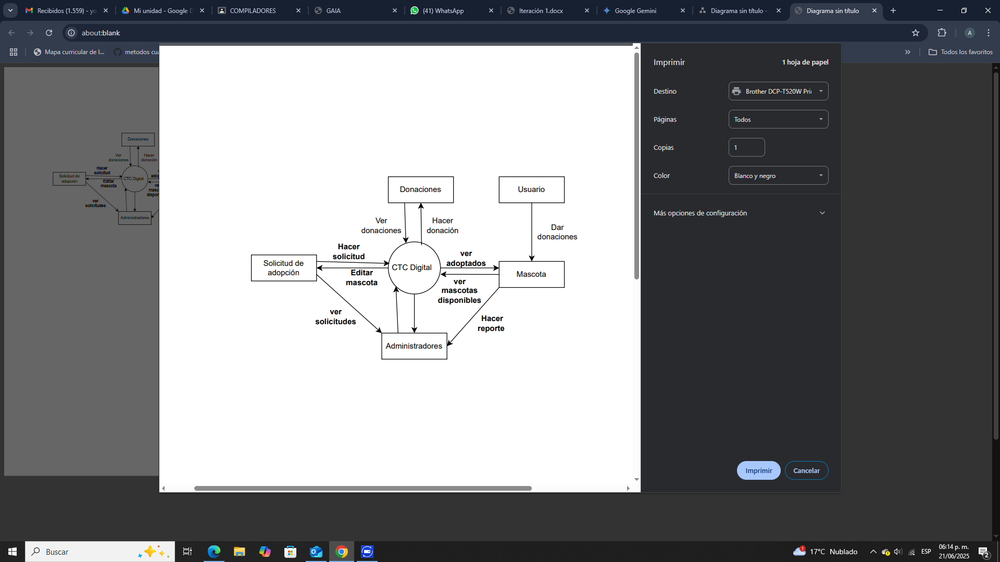 Recibidos (1.559) - yo
Mi unidad - Google D
COMPILADORES
GAIA
(41) WhatsApp
Iteración 1.docx
Google Gemini
Diagrama sin título -
Diagrama sin título
about:blank
A
Mapa curricular de l...
metodos cua
Todos los favoritos
Donaciones
Ver
donaciones
Hacer
donación
Hacer
solicitud
Solicitud de
adopción
CTC Digital
Editar
mascota
ver
solicitudes
Administradores
Donaciones
Usuario
Ver
donaciones
Hacer
donación
Dar
donaciones
Hacer
solicitud
ver
adoptados
Solicitud de
adopción
CTC Digital
Mascota
Editar
mascota
ver
mascotas
disponibles
ver
solicitudes
Hacer
reporte
Administradores
Imprimir
1 hoja de papel
Destino
Brother DCP-T520W Pri
Páginas
Todos
Copias
1
Color
Blanco y negro
Más opciones de configuración
Imprimir
Cancelar
Buscar
1
17°C Nublado
ESP
06:14 p. m.
21/06/2025
2